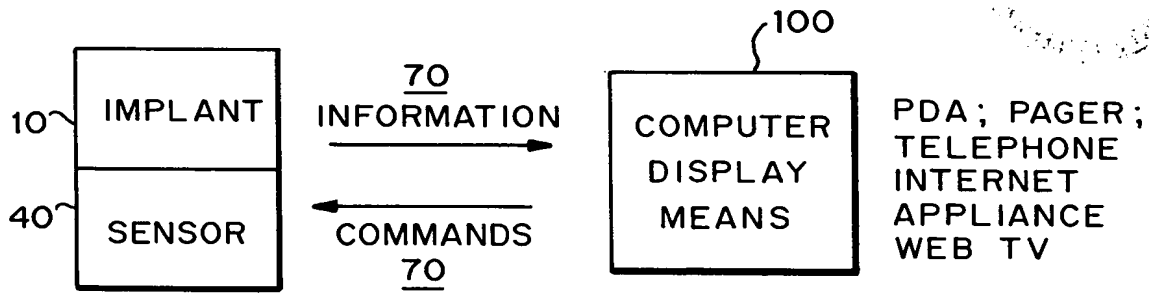 100
70
10 IMPLANT
INFORMATION
COMPUTER
DISPLAY
MEANS
PDA; PAGER;
TELEPHONE
INTERNET
APPLIANCE
WEB TV
40 SENSOR
COMMANDS
70